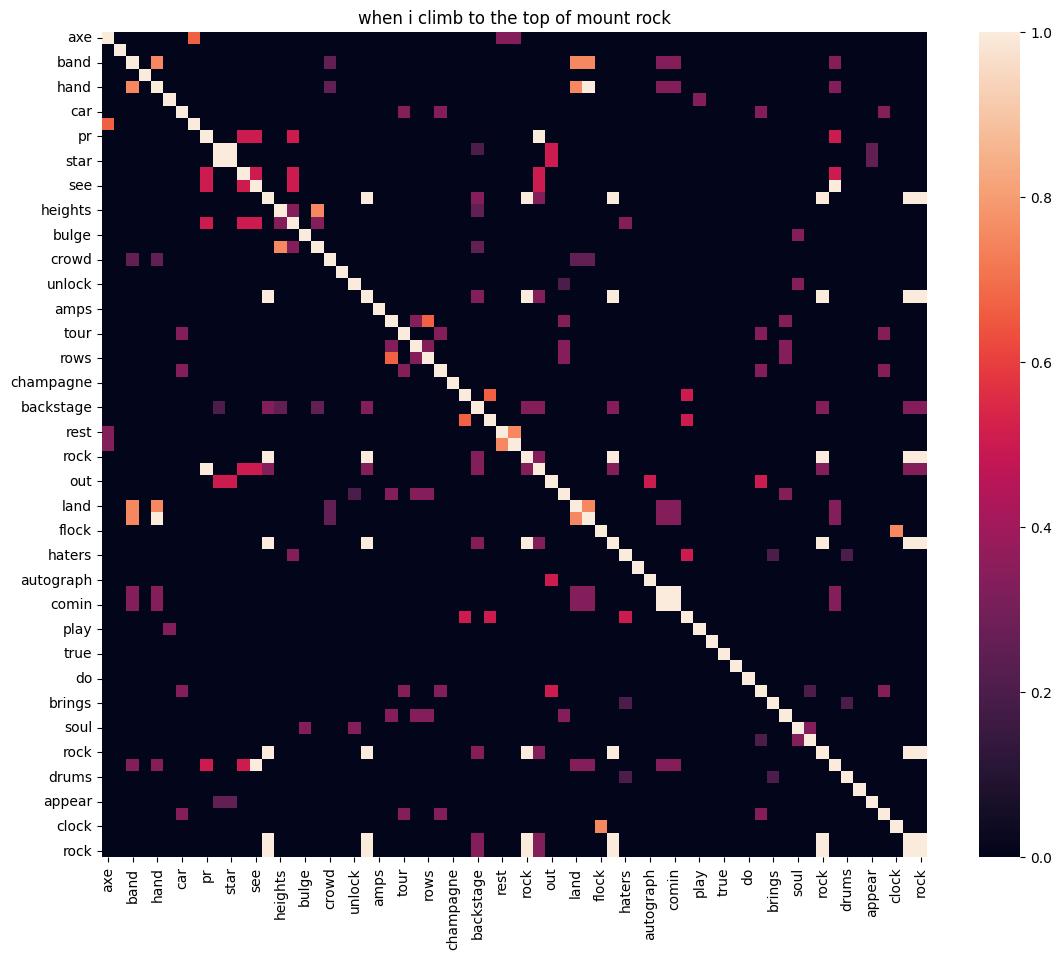 when i climb to the top of mount rock
axe
band
hand
car
pr
star
see
heights
bulge
crowd
unlock
amps
tour
rows
champagne
backstage
rest
rock
out
land
flock
haters
autograph
comin
play
true
do
brings
soul
rock
drums
appear
clock
rock
axe
band
hand
car
pr
star
see
heights
bulge
crowd
unlock
amps
tour
rows
champagne
backstage
rest
rock
out
land
flock
haters
autograph
comin
play
true
do
brings
soul
rock
drums
appear
clock
rock
1.0
0.8
0.6
0.4
0.2
0.0